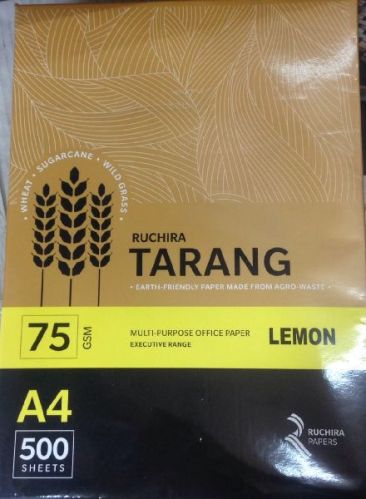 • WHEAT • SUGARCANE • WILD GRASS •
RUCHIRA
TARANG
• EARTH-FRIENDLY PAPER MADE FROM AGRO-WASTE •
75 GSM
MULTI-PURPOSE OFFICE PAPER
EXECUTIVE RANGE
LEMON
A4
500
SHEETS
RUCHIRA
PAPERS